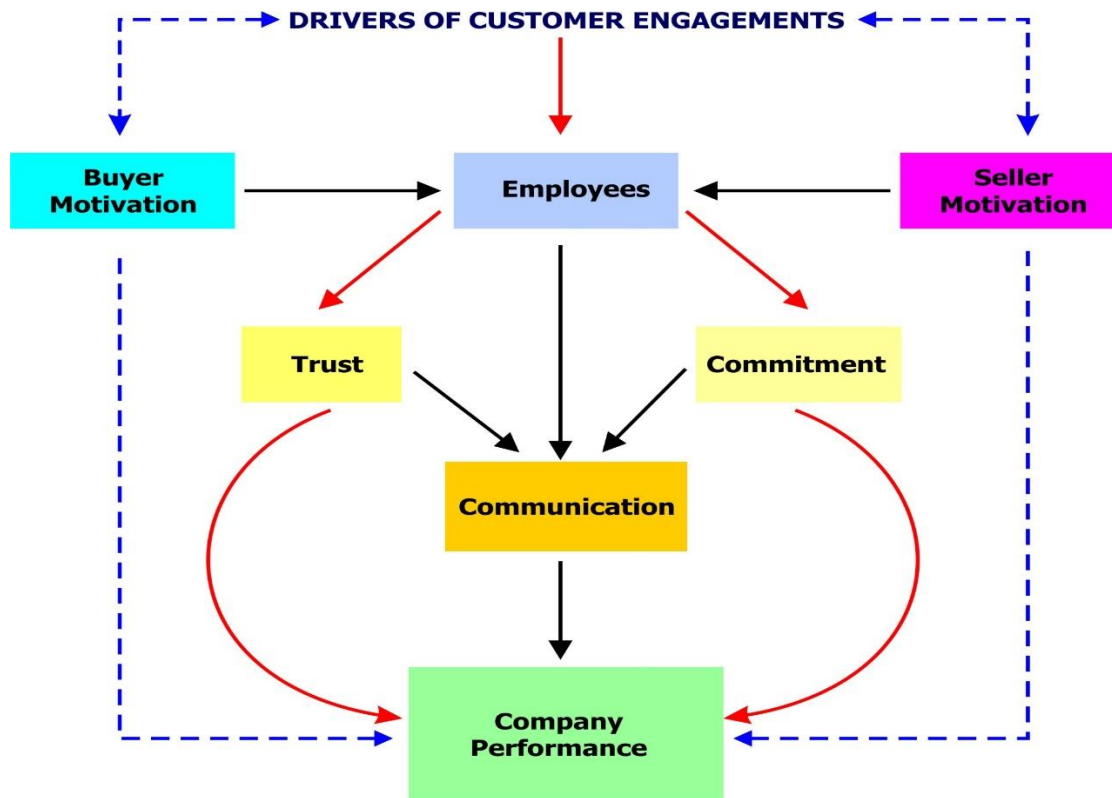 DRIVERS OF CUSTOMER ENGAGEMENTS
Buyer
Motivation
Employees
Seller
Motivation
Trust
Commitment
Communication
Company
Performance